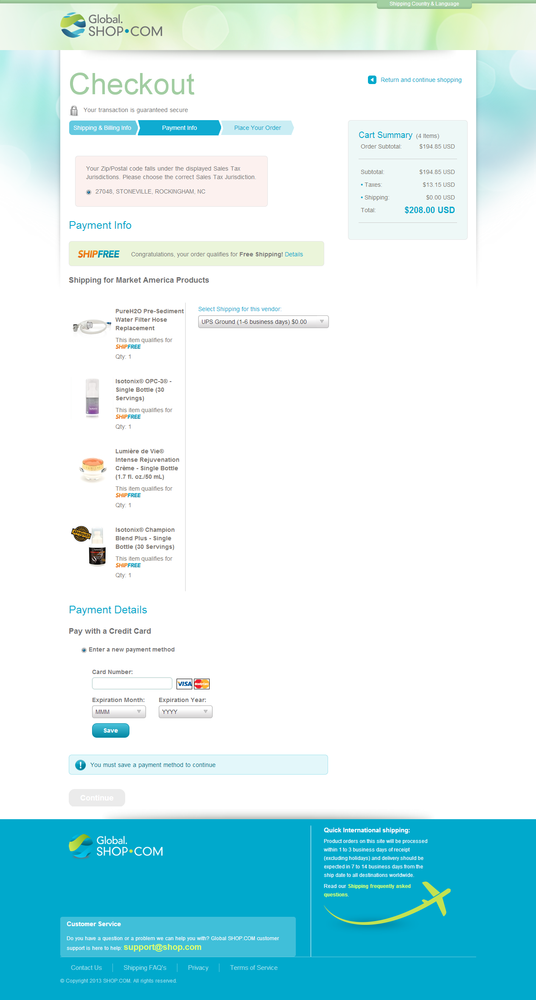 Shipping Country & Language
Global.
SHOP•COM
Checkout
Return and continue shopping
Your transaction is guaranteed secure
Shipping & Billing Info
Payment Info
Place Your Order
Cart Summary (4 Items)
Order Subtotal: $194.85 USD
Subtotal: $194.85 USD
• Taxes: $13.15 USD
• Shipping: $0.00 USD
Total: $208.00 USD
Your Zip/Postal code falls under the displayed Sales Tax
Jurisdictions. Please choose the correct Sales Tax Jurisdiction.
27048, STONEVILLE, ROCKINGHAM, NC
Payment Info
SHIPFREE Congratulations, your order qualifies for Free Shipping! Details
Shipping for Market America Products
PureH2O Pre-Sediment
Water Filter Hose
Replacement
This item qualifies for
SHIPFREE
Qty: 1
Select Shipping for this vendor:
UPS Ground (1-6 business days) $0.00
Isotonix
Isotonix® OPC-3® -
Single Bottle (30
Servings)
This item qualifies for
SHIPFREE
Qty: 1
LUMIÈRE
Lumière de Vie®
Intense Rejuvenation
Crème - Single Bottle
(1.7 fl. oz./50 mL)
This item qualifies for
SHIPFREE
Qty: 1
APPROVED
Isotonix
Isotonix® Champion
Blend Plus - Single
Bottle (30 Servings)
This item qualifies for
SHIPFREE
Qty: 1
Payment Details
Pay with a Credit Card
Enter a new payment method
Card Number:
VISA MasterCard
Expiration Month: Expiration Year:
MMM YYYY
Save
You must save a payment method to continue
Continue
Global.
SHOP•COM
Quick International shipping:
Product orders on this site will be processed
within 1 to 3 business days of receipt
(excluding holidays) and delivery should be
expected in 7 to 14 business days from the
ship date to all destinations worldwide.
Read our Shipping frequently asked
questions.
Customer Service
Do you have a question or a problem we can help you with? Global SHOP.COM customer
support is here to help: support@shop.com
Contact Us
Shipping FAQ's
Privacy
Terms of Service
© Copyright 2013 SHOP.COM. All rights reserved.